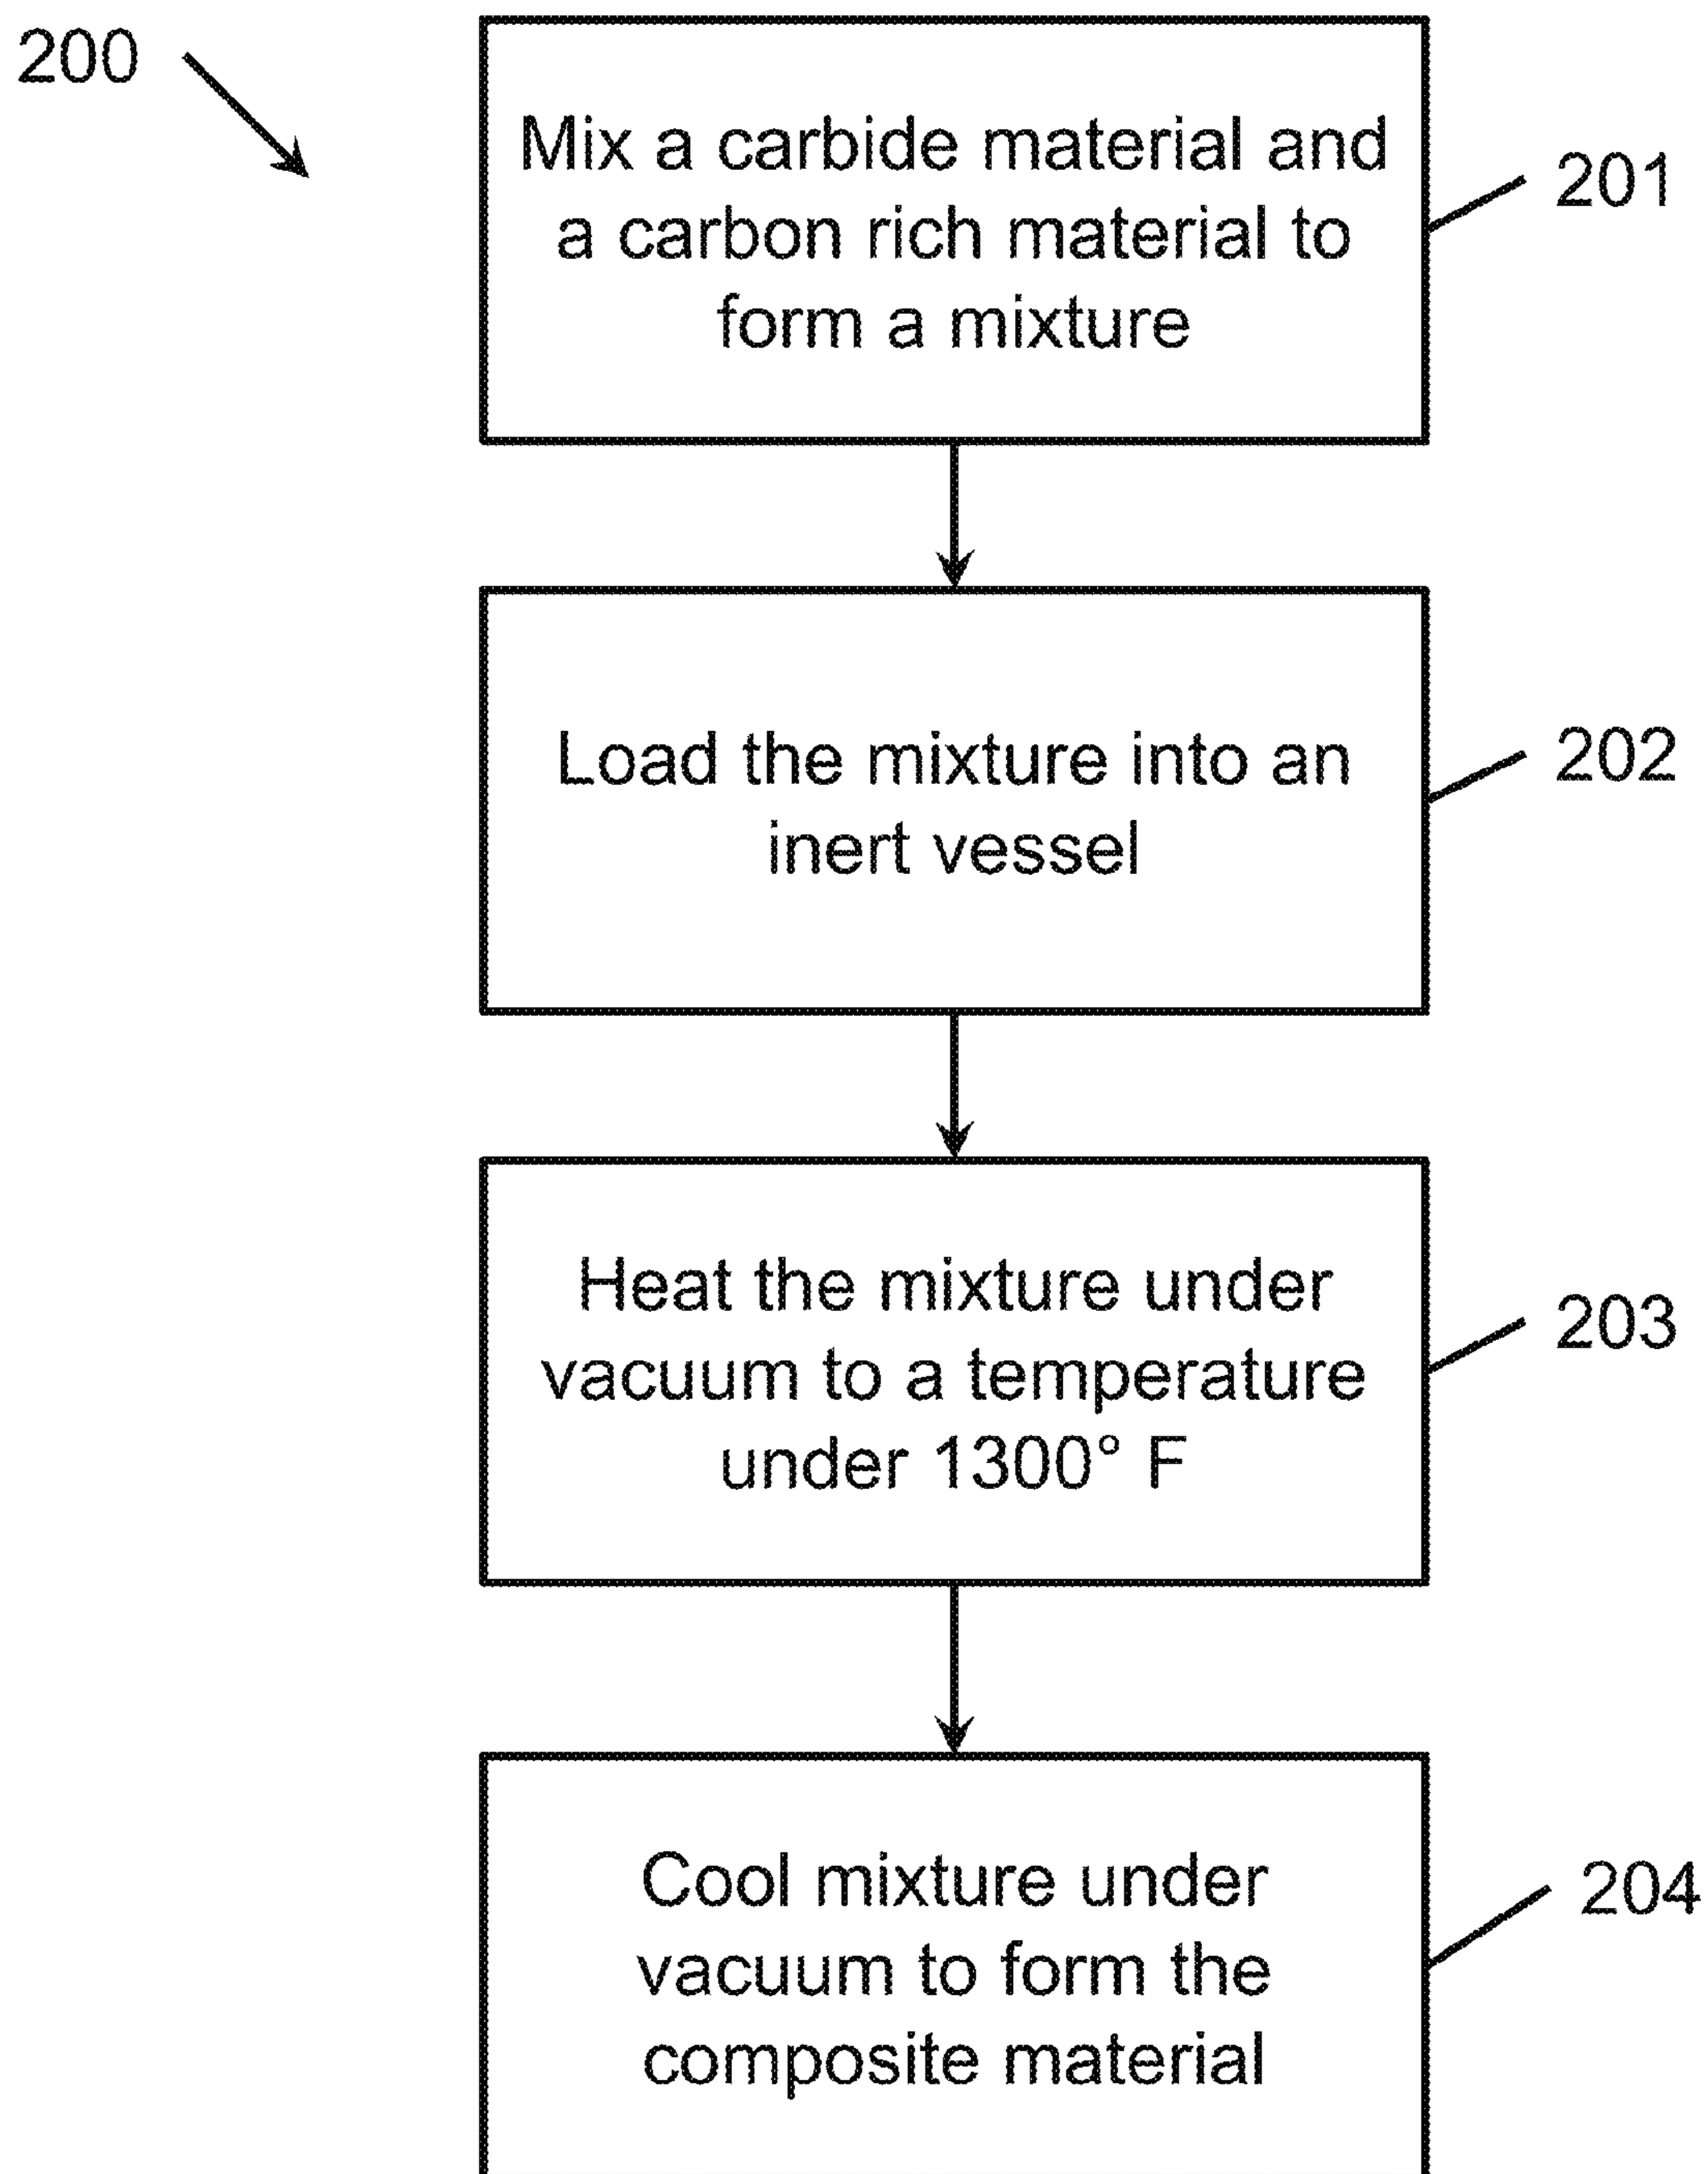 200
Mix a carbide material and
a carbon rich material to
form a mixture
201
Load the mixture into an
inert vessel
202
Heat the mixture under
vacuum to a temperature
under 1300° F
203
Cool mixture under
vacuum to form the
composite material
204